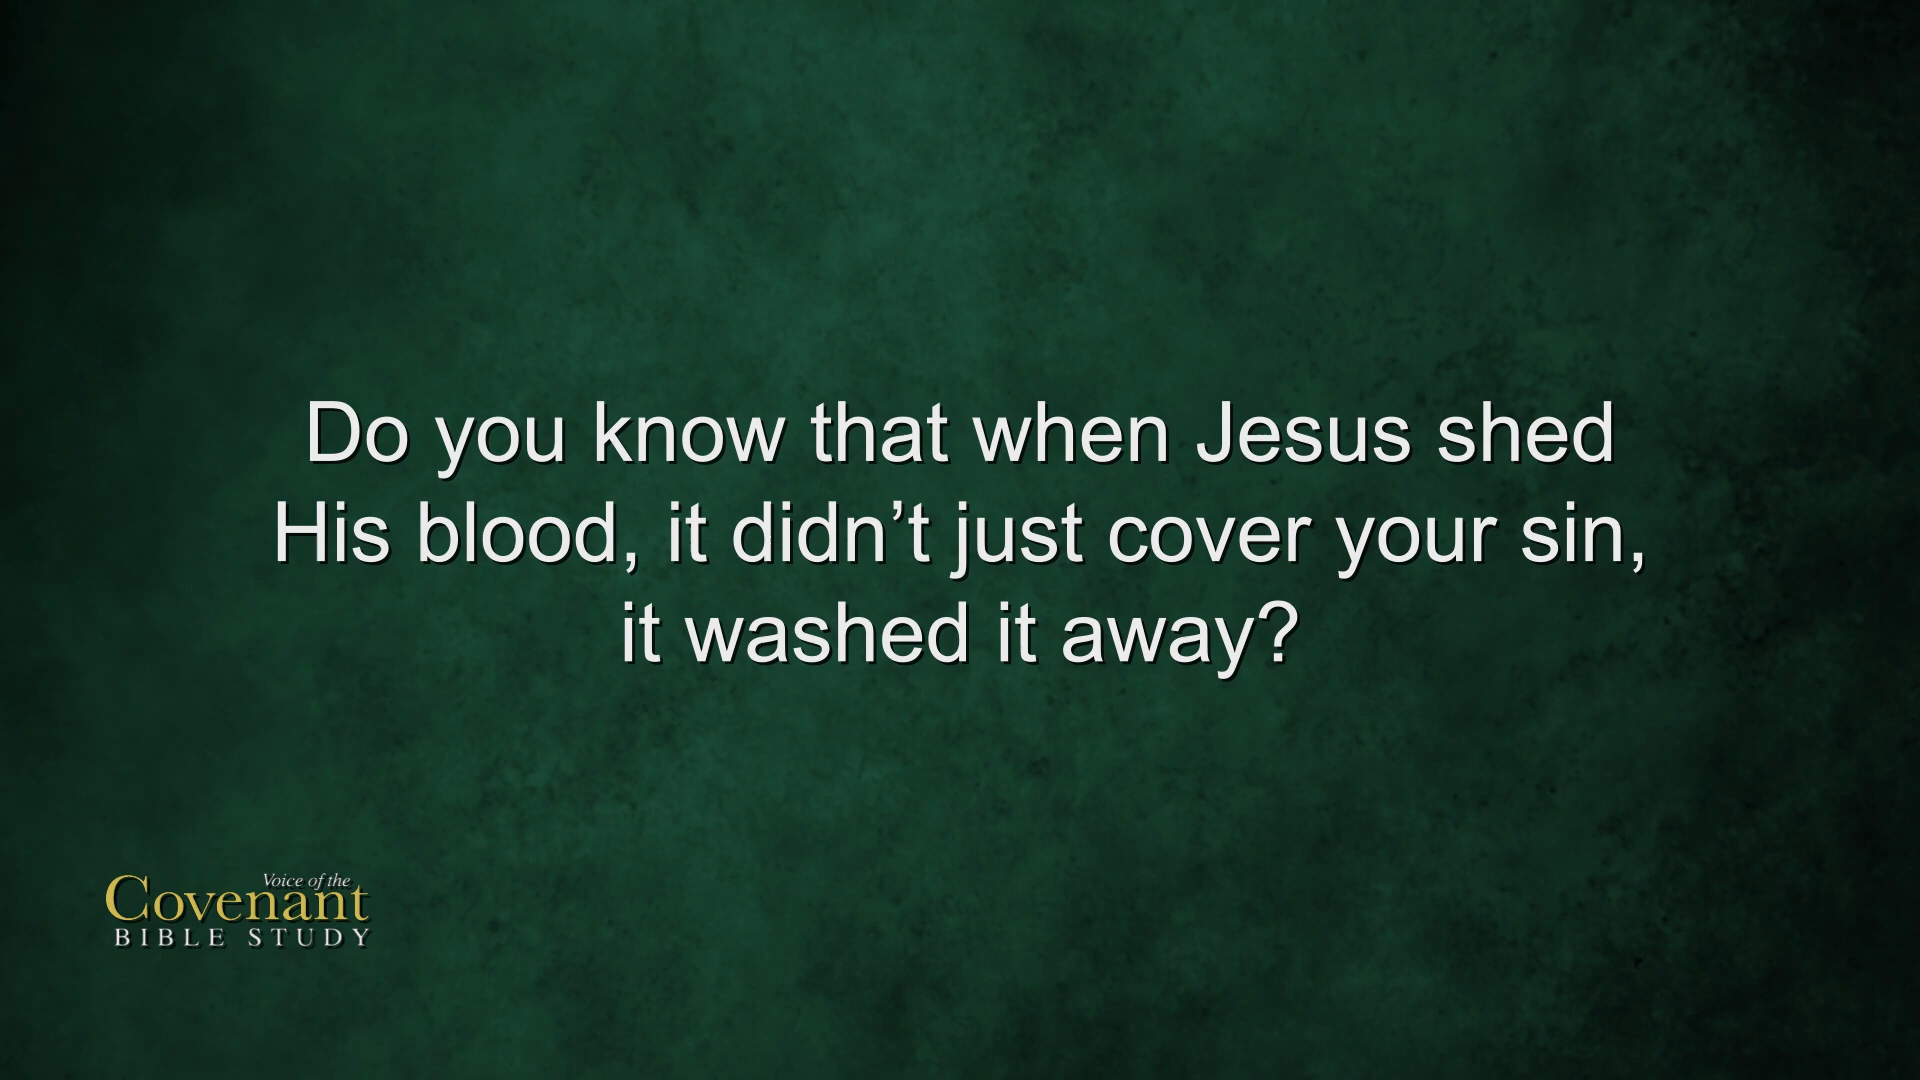 Do you know that when Jesus shed
His blood, it didn’t just cover your sin,
it washed it away?
Voice of the
Covenant
BIBLE STUDY